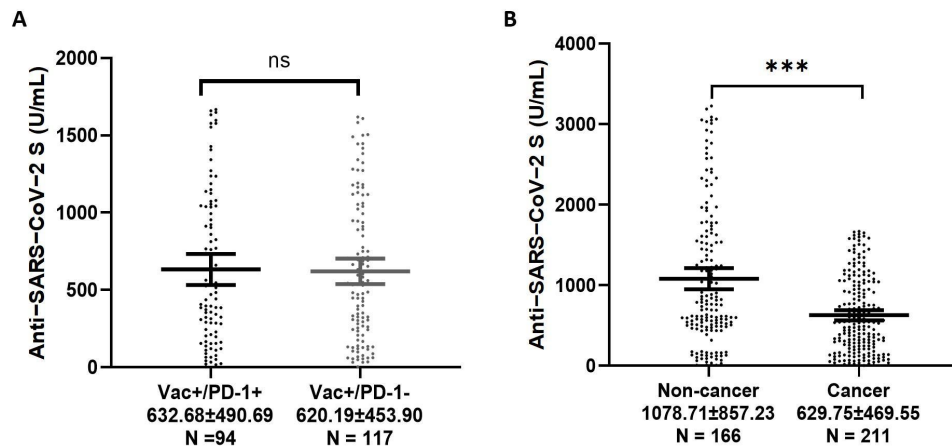 A
Anti-SARS-CoV-2 S (U/mL)
2000
1500
1000
500
0
ns
Vac+/PD-1+
632.68±490.69
N =94
Vac+/PD-1-
620.19±453.90
N = 117
B
Anti-SARS-CoV-2 S (U/mL)
4000
3000
2000
1000
0
***
Non-cancer
1078.71±857.23
N = 166
Cancer
629.75±469.55
N = 211